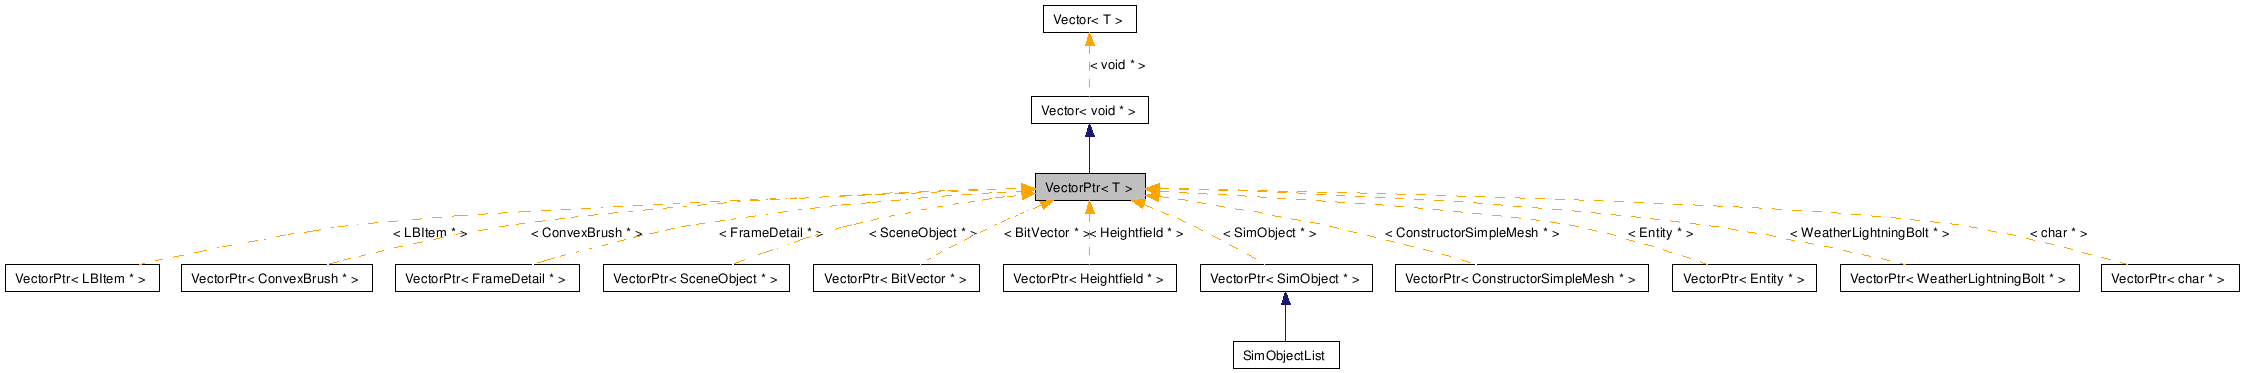 Vector< T >
< void * >
Vector< void * >
VectorPtr< T >
< LBItem * >
< ConvexBrush * >
< FrameDetail * >
< SceneObject * >
< BitVector * >
< Heightfield * >
< SimObject * >
< ConstructorSimpleMesh * >
< Entity * >
< WeatherLightningBolt * >
< char * >
VectorPtr< LBItem * >
VectorPtr< ConvexBrush * >
VectorPtr< FrameDetail * >
VectorPtr< SceneObject * >
VectorPtr< BitVector * >
VectorPtr< Heightfield * >
VectorPtr< SimObject * >
VectorPtr< ConstructorSimpleMesh * >
VectorPtr< Entity * >
VectorPtr< WeatherLightningBolt * >
VectorPtr< char * >
SimObjectList